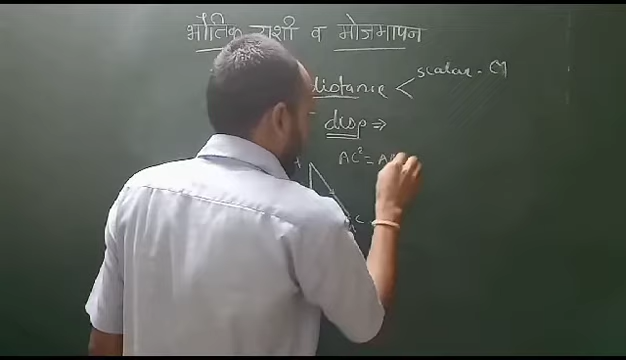 भौतिक राशी व मोजमापन
distance < scalar - M
disp ⇒
AC² = A
A
C